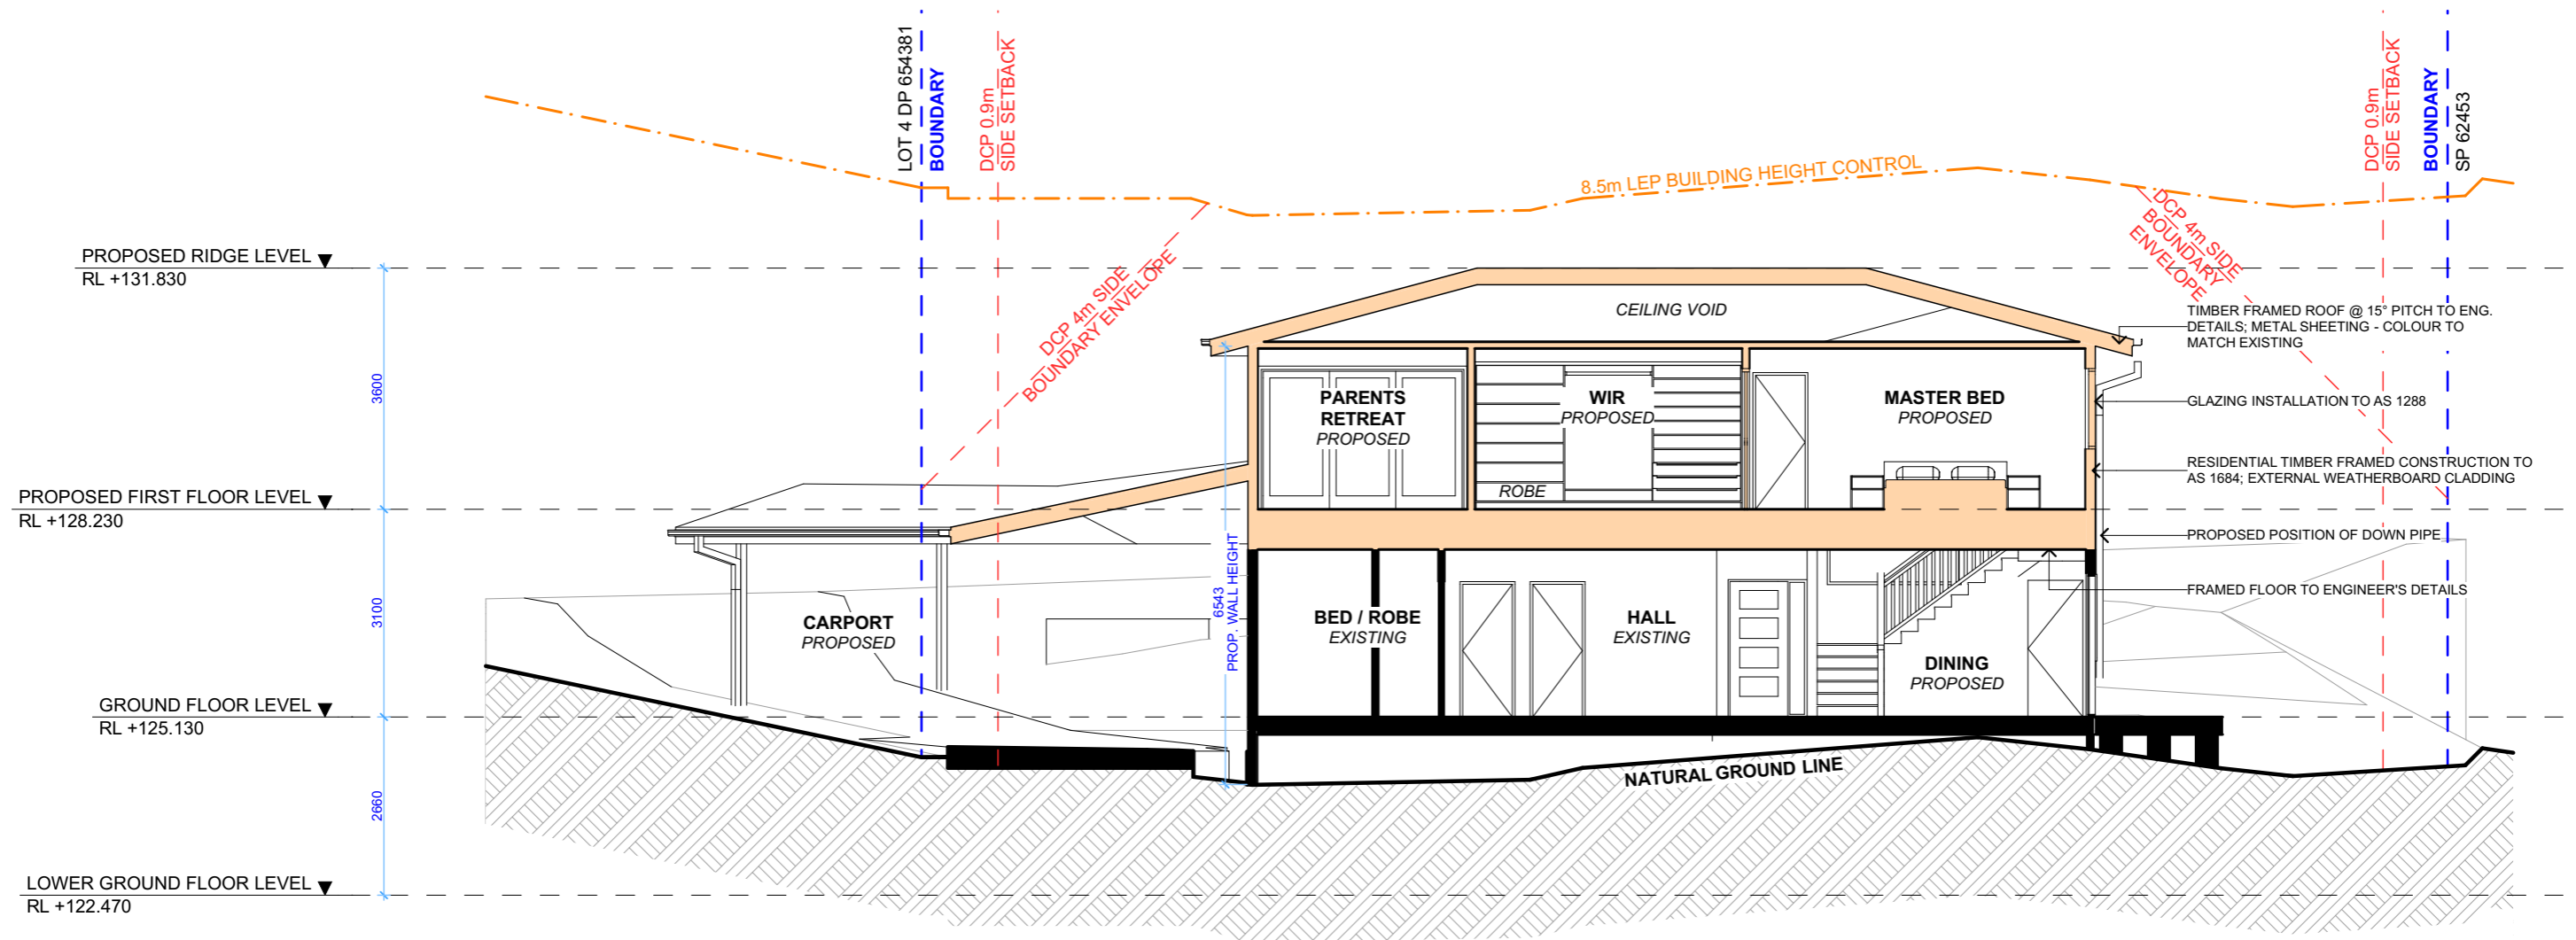 LOT 4 DP 654381
BOUNDARY
DCP 0.9m
SIDE SETBACK
DCP 0.9m
SIDE SETBACK
BOUNDARY
SP 62453
8.5m LEP BUILDING HEIGHT CONTROL
DCP 4m SIDE
BOUNDARY ENVELOPE
DCP 4m SIDE
BOUNDARY
ENVELOPE
PROPOSED RIDGE LEVEL
RL +131.830
3600
CEILING VOID
TIMBER FRAMED ROOF @ 15° PITCH TO ENG.
DETAILS; METAL SHEETING - COLOUR TO
MATCH EXISTING
PARENTS
RETREAT
PROPOSED
WIR
PROPOSED
ROBE
MASTER BED
PROPOSED
GLAZING INSTALLATION TO AS 1288
RESIDENTIAL TIMBER FRAMED CONSTRUCTION TO
AS 1684; EXTERNAL WEATHERBOARD CLADDING
PROPOSED FIRST FLOOR LEVEL
RL +128.230
PROPOSED POSITION OF DOWN PIPE
FRAMED FLOOR TO ENGINEER'S DETAILS
3100
6543
PROP. WALL HEIGHT
CARPORT
PROPOSED
BED / ROBE
EXISTING
HALL
EXISTING
DINING
PROPOSED
GROUND FLOOR LEVEL
RL +125.130
NATURAL GROUND LINE
2660
LOWER GROUND FLOOR LEVEL
RL +122.470